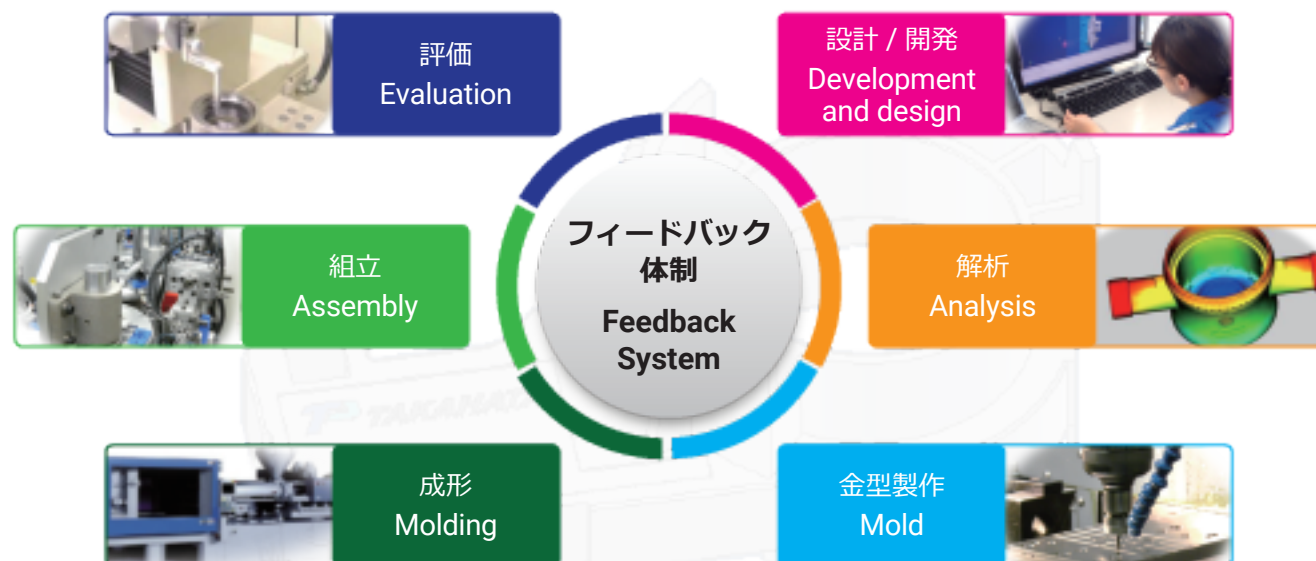 評価
Evaluation
設計 / 開発
Development
and design
フィードバック
体制
Feedback
System
組立
Assembly
解析
Analysis
TAKAHATA
成形
Molding
金型製作
Mold